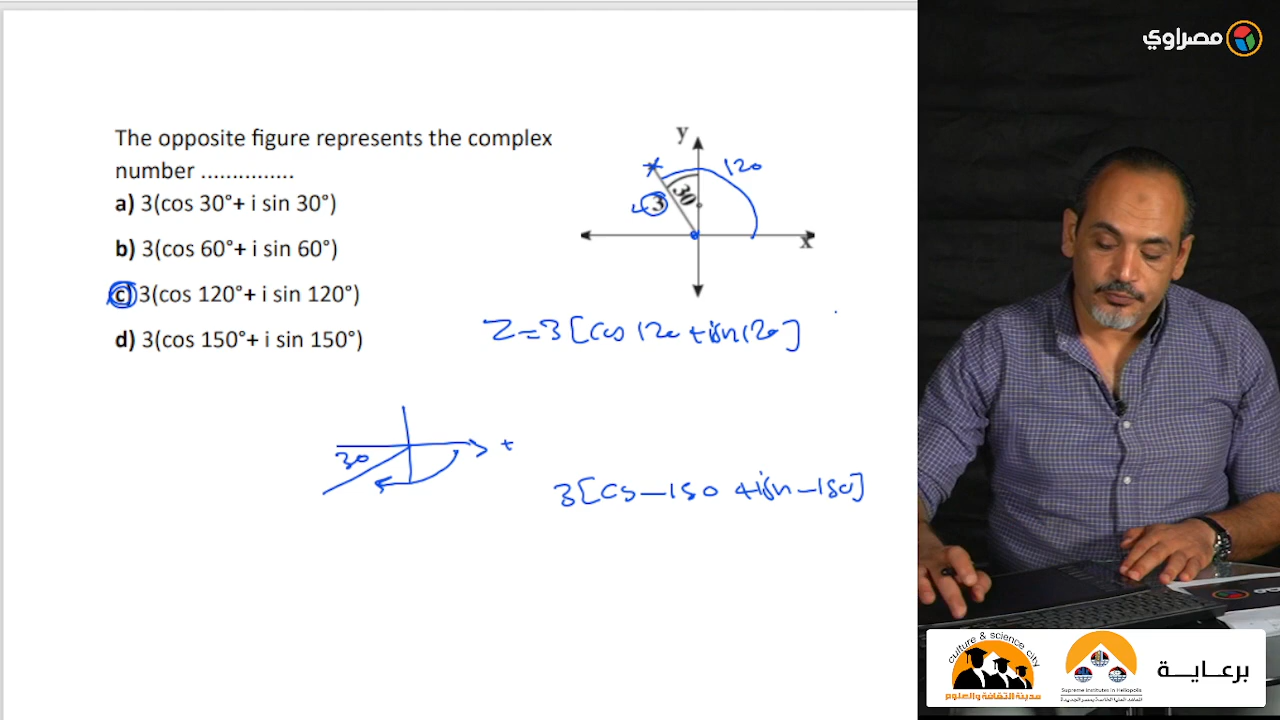 The opposite figure represents the complex
number ...............
a) 3(cos 30°+ i sin 30°)
b) 3(cos 60°+ i sin 60°)
c) 3(cos 120°+ i sin 120°)
d) 3(cos 150°+ i sin 150°)
y
120
3
30
x
Z=3[cos 120 + i sin 120]
30
+
3[cos -150 + i sin -150]
مصراوي
culture & science city
مدينة الثقافة والعلوم
Supreme Institutes in Heliopolis
برعايـة